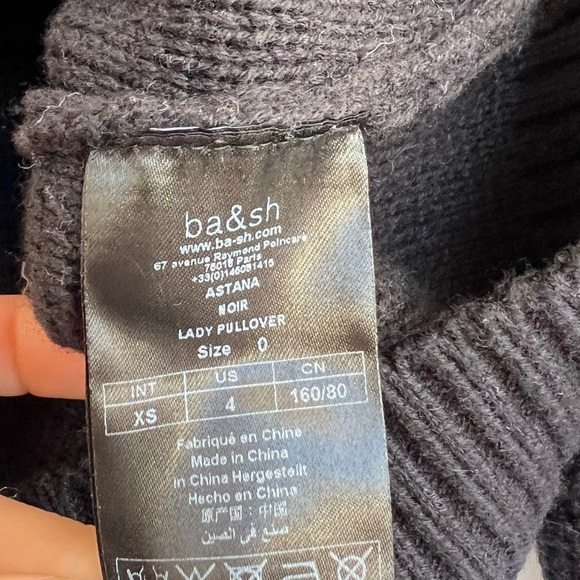 ba&sh
www.ba-sh.com
67 avenue Raymond Poincaré
75016 Paris
+33(0)146081415
ASTANA
NOIR
LADY PULLOVER
Size 0
INT US CN
XS 4 160/80
Fabriqué en Chine
Made in China
in China Hergestellt
Hecho en China
原产国：中国
صنع في الصين